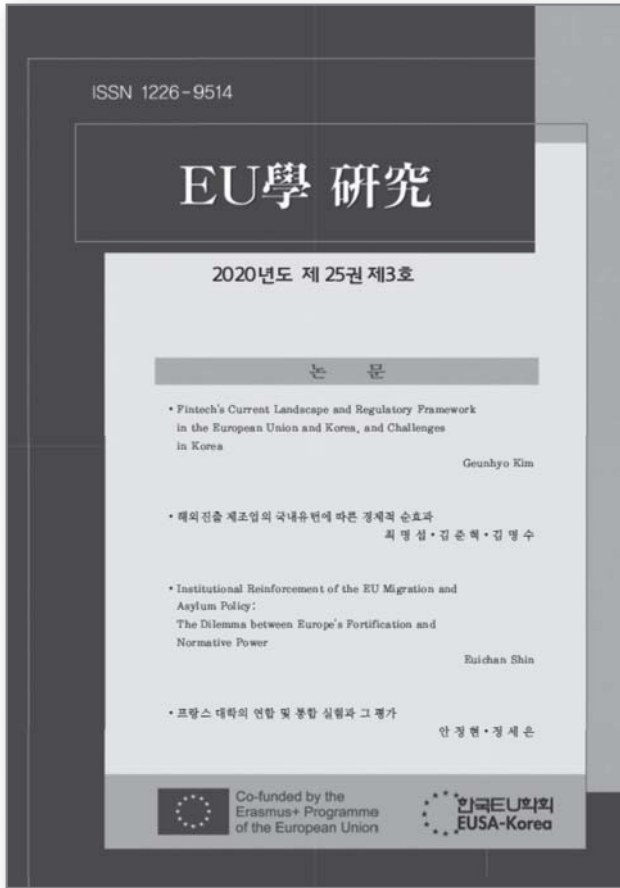 ISSN 1226-9514
EU學 硏究
2020년도 제 25권 제3호
논 문
• Fintech's Current Landscape and Regulatory Framework
in the European Union and Korea, and Challenges
in Korea
Geunhyo Kim
• 해외진출 제조업의 국내유턴에 따른 경제적 순효과
최 명 섭 • 김 준 혁 • 김 명 수
• Institutional Reinforcement of the EU Migration and
Asylum Policy:
The Dilemma between Europe's Fortification and
Normative Power
Euichan Shin
• 프랑스 대학의 연합 및 통합 실험과 그 평가
안 정 현 • 정 세 은
Co-funded by the
Erasmus+ Programme
of the European Union
한국EU학회
EUSA-Korea